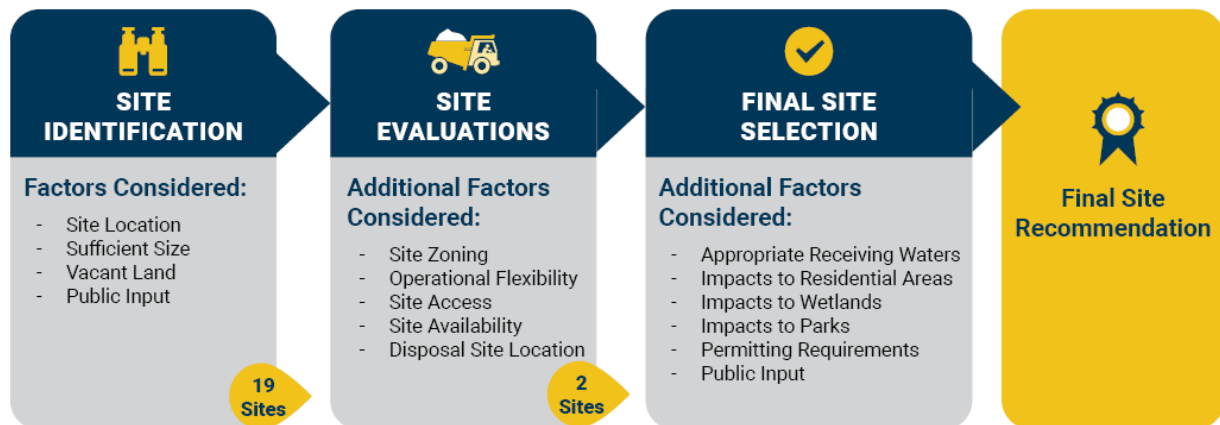 SITE
IDENTIFICATION
Factors Considered:
- Site Location
- Sufficient Size
- Vacant Land
- Public Input
19
Sites
SITE
EVALUATIONS
Additional Factors
Considered:
- Site Zoning
- Operational Flexibility
- Site Access
- Site Availability
- Disposal Site Location
2
Sites
FINAL SITE
SELECTION
Additional Factors
Considered:
- Appropriate Receiving Waters
- Impacts to Residential Areas
- Impacts to Wetlands
- Impacts to Parks
- Permitting Requirements
- Public Input
Final Site
Recommendation